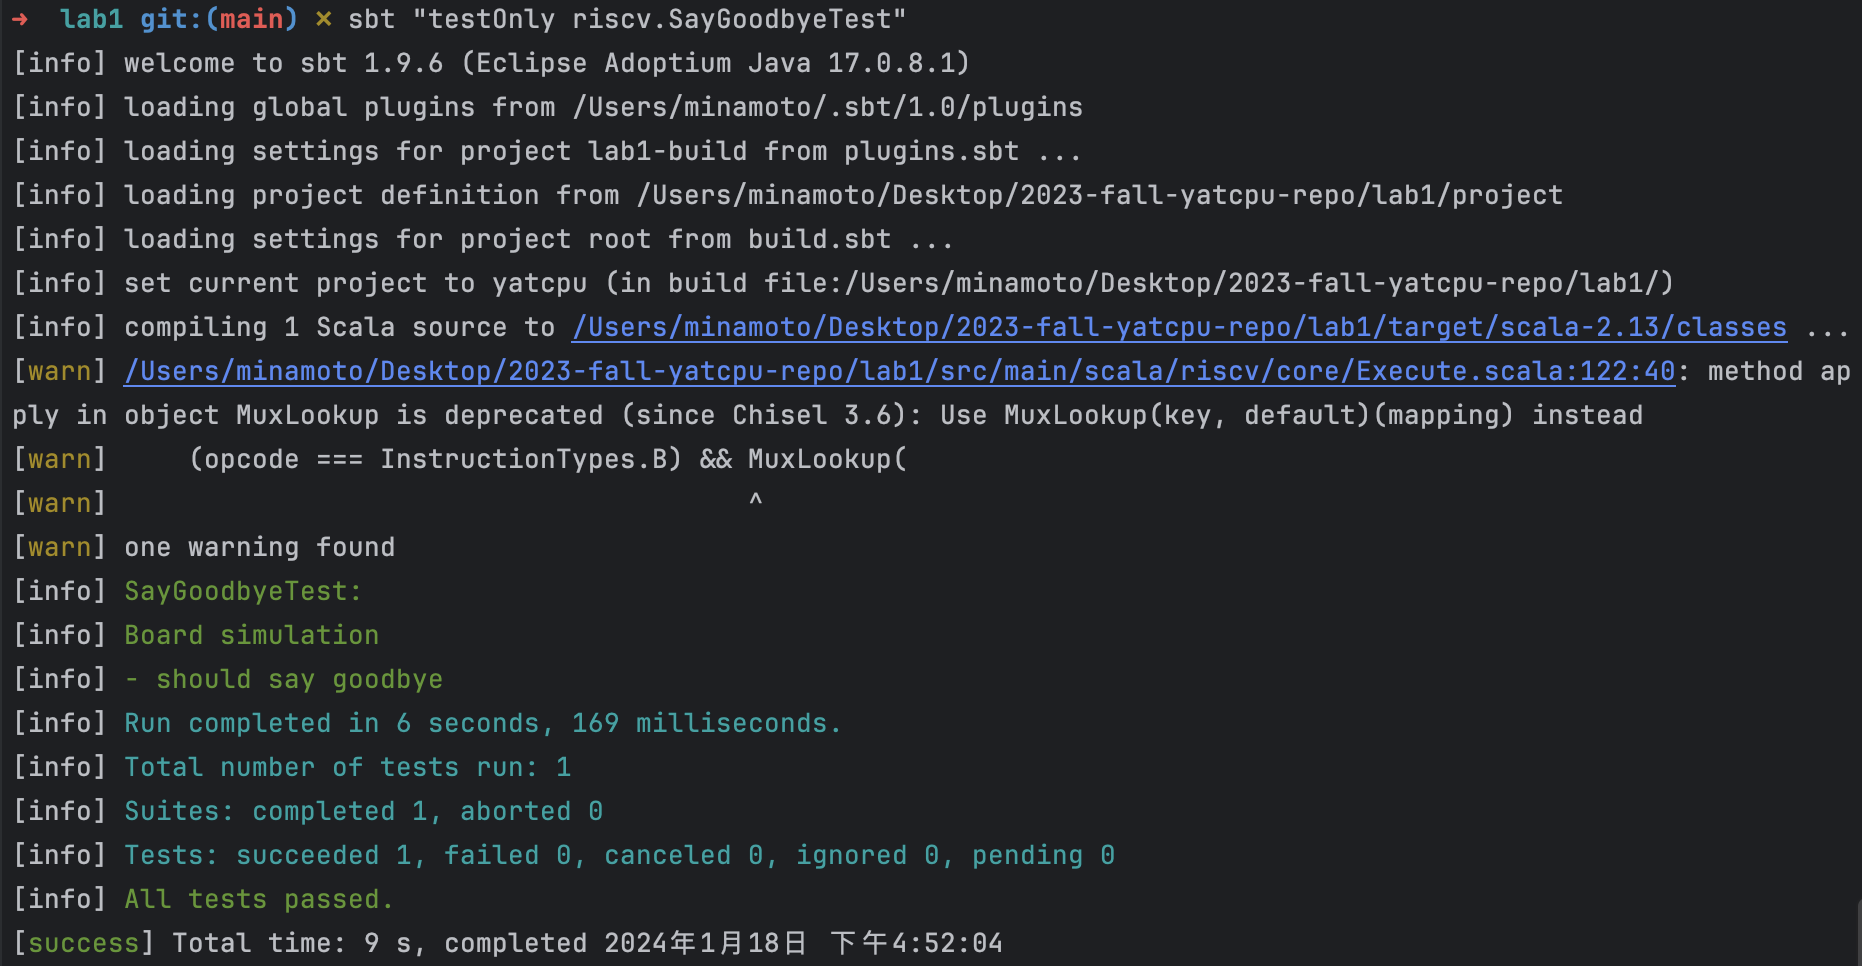 →  lab1 git:(main) × sbt "testOnly riscv.SayGoodbyeTest"
[info] welcome to sbt 1.9.6 (Eclipse Adoptium Java 17.0.8.1)
[info] loading global plugins from /Users/minamoto/.sbt/1.0/plugins
[info] loading settings for project lab1-build from plugins.sbt ...
[info] loading project definition from /Users/minamoto/Desktop/2023-fall-yatcpu-repo/lab1/project
[info] loading settings for project root from build.sbt ...
[info] set current project to yatcpu (in build file:/Users/minamoto/Desktop/2023-fall-yatcpu-repo/lab1/)
[info] compiling 1 Scala source to /Users/minamoto/Desktop/2023-fall-yatcpu-repo/lab1/target/scala-2.13/classes ...
[warn] /Users/minamoto/Desktop/2023-fall-yatcpu-repo/lab1/src/main/scala/riscv/core/Execute.scala:122:40: method ap
ply in object MuxLookup is deprecated (since Chisel 3.6): Use MuxLookup(key, default)(mapping) instead
[warn]     (opcode === InstructionTypes.B) && MuxLookup(
[warn]                                        ^
[warn] one warning found
[info] SayGoodbyeTest:
[info] Board simulation
[info] - should say goodbye
[info] Run completed in 6 seconds, 169 milliseconds.
[info] Total number of tests run: 1
[info] Suites: completed 1, aborted 0
[info] Tests: succeeded 1, failed 0, canceled 0, ignored 0, pending 0
[info] All tests passed.
[success] Total time: 9 s, completed 2024年1月18日 下午4:52:04